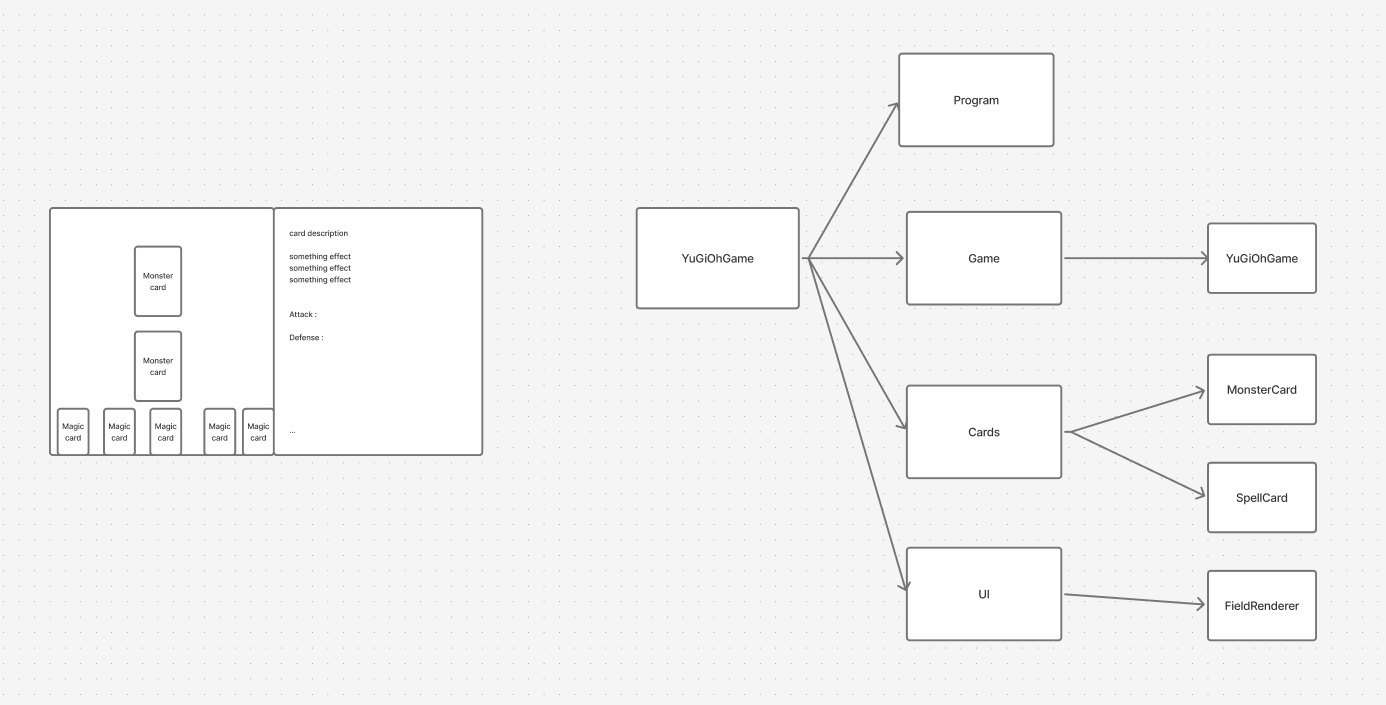 Monster
card
Monster
card
Magic
card
Magic
card
Magic
card
Magic
card
Magic
card
card description
something effect
something effect
something effect
Attack :
Defense :
...
YuGiOhGame
Program
Game
YuGiOhGame
Cards
MonsterCard
SpellCard
UI
FieldRenderer